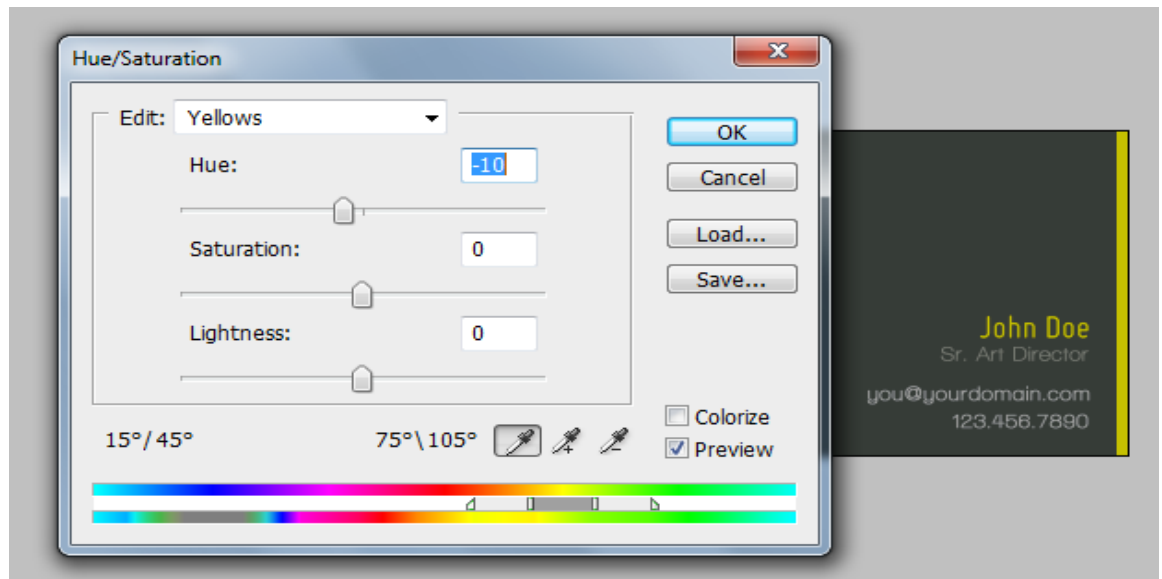 Hue/Saturation
Edit: Yellows
Hue: -10
Saturation: 0
Lightness: 0
15°/45° 75°\105°
OK
Cancel
Load...
Save...
Colorize
Preview
John Doe
Sr. Art Director
you@yourdomain.com
123.456.7890